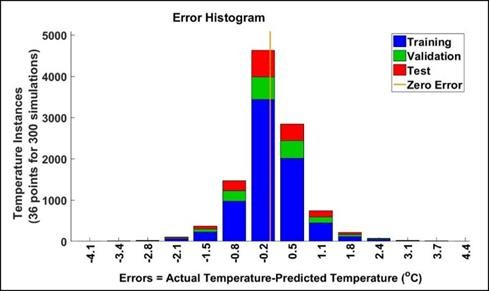 Error Histogram
Training
Validation
Test
Zero Error
Temperature Instances
(36 points for 300 simulations)
5000
4000
3000
2000
1000
0
-4.1 -3.4 -2.8 -2.1 -1.5 -0.8 -0.2 0.5 1.1 1.8 2.4 3.1 3.7 4.4
Errors = Actual Temperature-Predicted Temperature (°C)